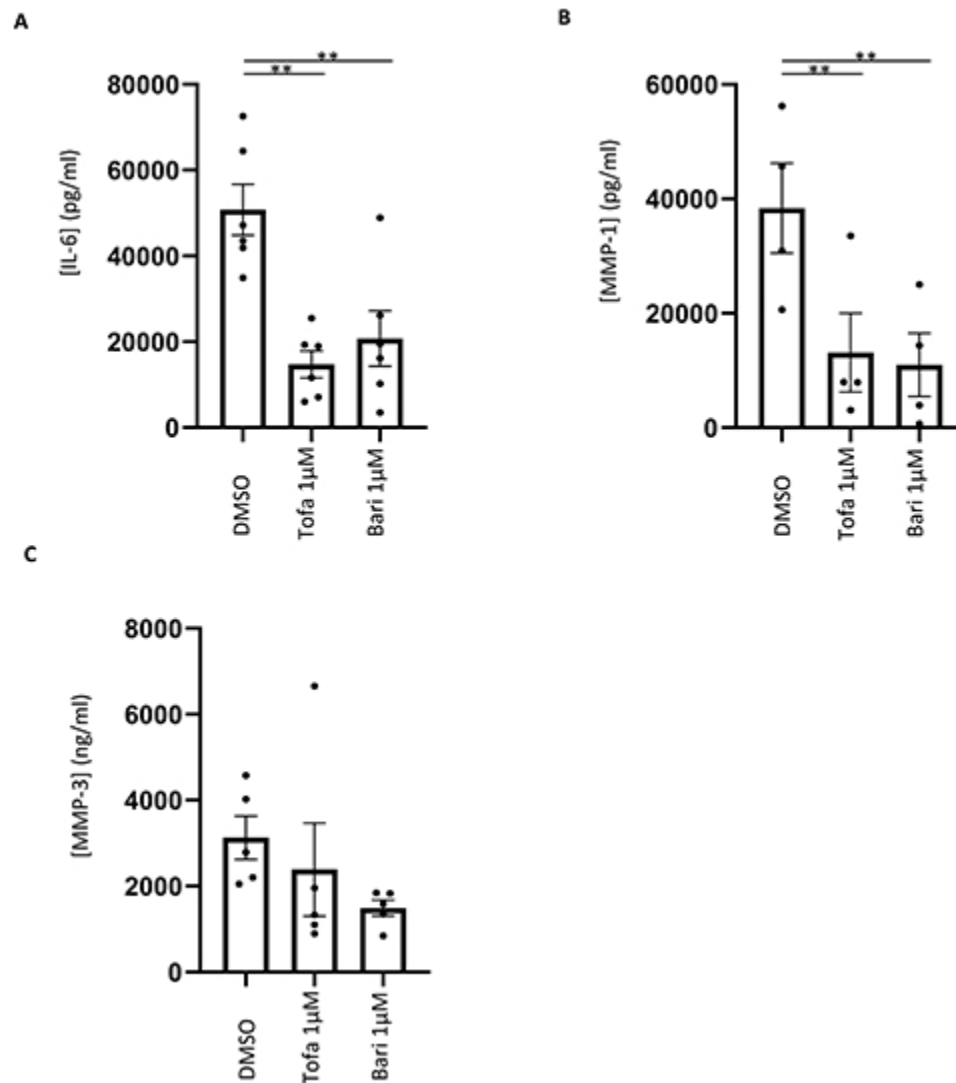 A
**
**
80000
60000
40000
20000
0
[IL-6] (pg/ml)
DMSO
Tofa 1µM
Bari 1µM
B
**
**
60000
40000
20000
0
[MMP-1] (pg/ml)
DMSO
Tofa 1µM
Bari 1µM
C
8000
6000
4000
2000
0
[MMP-3] (ng/ml)
DMSO
Tofa 1µM
Bari 1µM